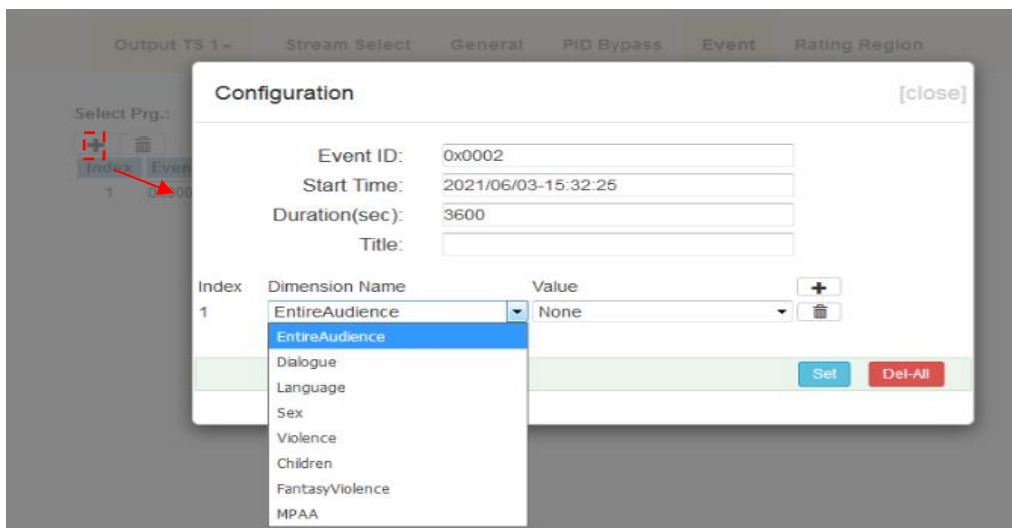 Output TS 1 Stream Select General PID Bypass Event Rating Region
Configuration [close]
Select Prg.:
Event ID: 0x0002
Index Even
Start Time: 2021/06/03-15:32:25
1
Duration(sec): 3600
Title:
Index Dimension Name Value
1 EntireAudience None
EntireAudience
Dialogue
Language
Sex
Violence
Children
FantasyViolence
MPAA
Set Del-All